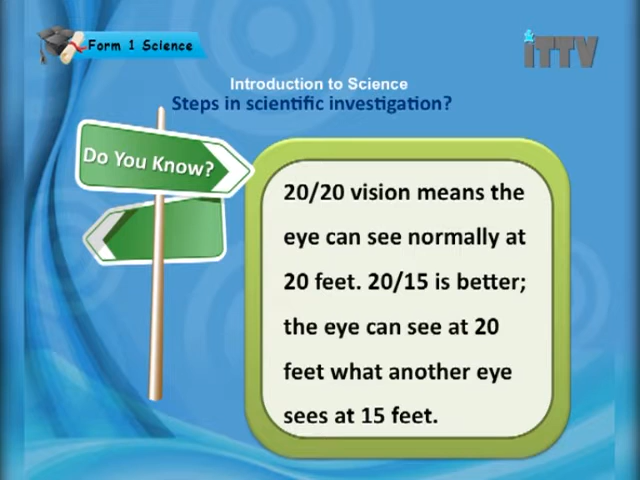 Form 1 Science
iTTV
Introduction to Science
Steps in scientific investigation?
Do You Know?
20/20 vision means the
eye can see normally at
20 feet. 20/15 is better;
the eye can see at 20
feet what another eye
sees at 15 feet.